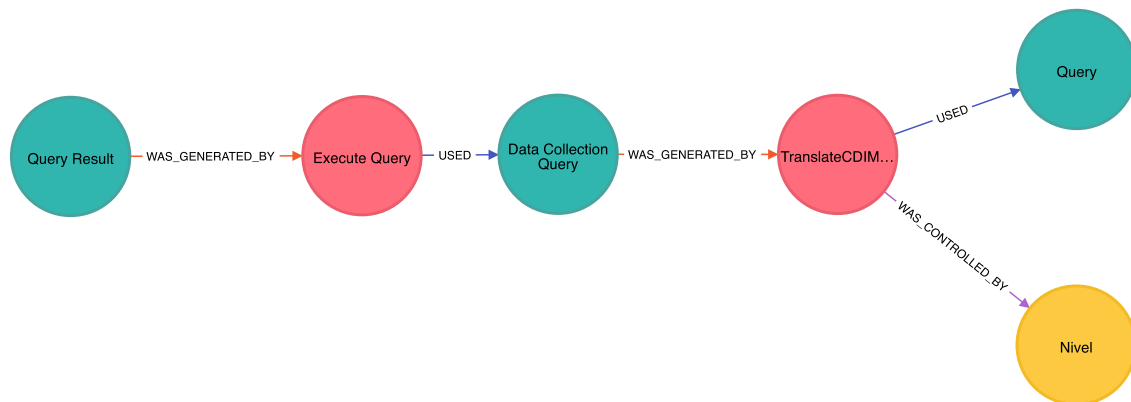 Query
USED
Query Result
WAS_GENERATED_BY
Execute Query
USED
Data Collection
Query
WAS_GENERATED_BY
TranslateCDIM...
WAS_CONTROLLED_BY
Nivel